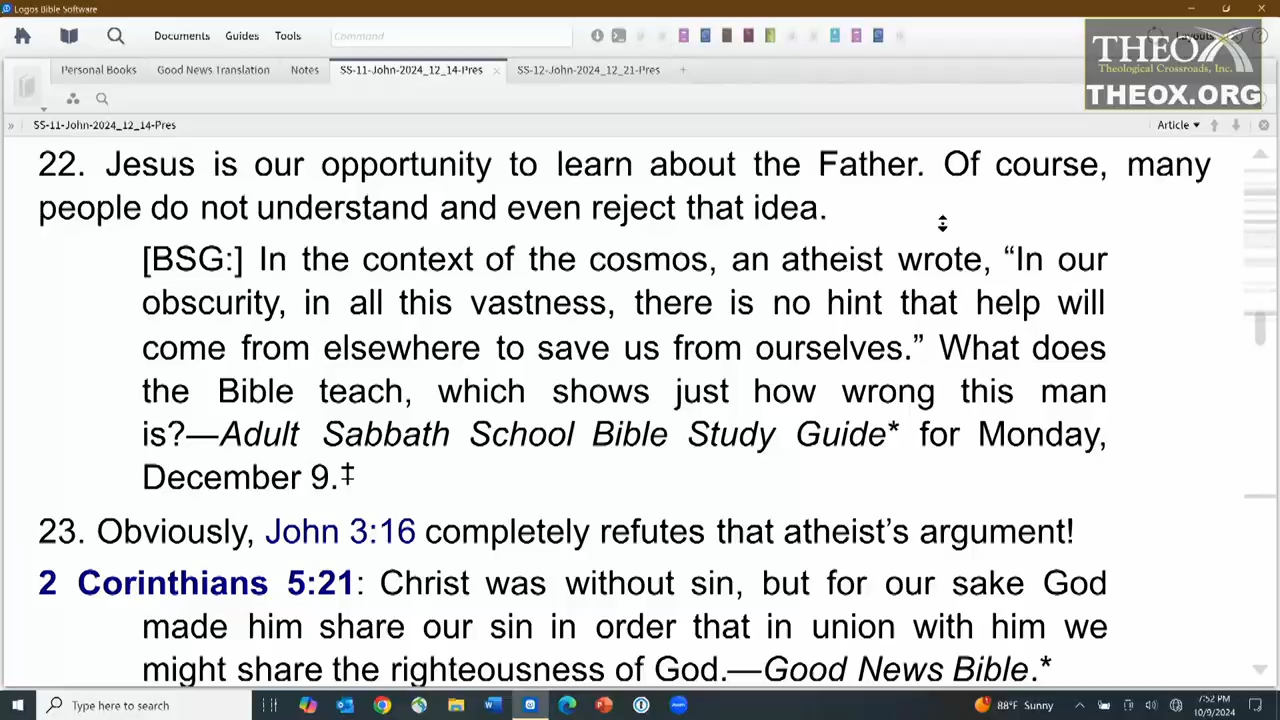 Logos Bible Software
Documents Guides Tools Command Layouts
THEOX
Theological Crossroads, Inc.
THEOX.ORG
Personal Books Good News Translation Notes SS-11-John-2024_12_14-Pres SS-12-John-2024_12_21-Pres
SS-11-John-2024_12_14-Pres Article
22. Jesus is our opportunity to learn about the Father. Of course, many
people do not understand and even reject that idea.
[BSG:] In the context of the cosmos, an atheist wrote, “In our
obscurity, in all this vastness, there is no hint that help will
come from elsewhere to save us from ourselves.” What does
the Bible teach, which shows just how wrong this man
is?—Adult Sabbath School Bible Study Guide* for Monday,
December 9.‡
23. Obviously, John 3:16 completely refutes that atheist’s argument!
2 Corinthians 5:21: Christ was without sin, but for our sake God
made him share our sin in order that in union with him we
might share the righteousness of God.—Good News Bible.*
Type here to search 88°F Sunny 7:52 PM
10/9/2024